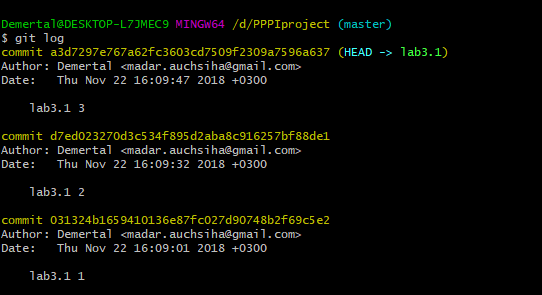 Demertal@DESKTOP-L7JMEC9 MINGW64 /d/PPPIproject (master)
$ git log
commit a3d7297e767a62fc3603cd7509f2309a7596a637 (HEAD -> lab3.1)
Author: Demertal <madar.auchsiha@gmail.com>
Date:   Thu Nov 22 16:09:47 2018 +0300
lab3.1 3
commit d7ed023270d3c534f895d2aba8c916257bf88de1
Author: Demertal <madar.auchsiha@gmail.com>
Date:   Thu Nov 22 16:09:32 2018 +0300
lab3.1 2
commit 031324b1659410136e87fc027d90748b2f69c5e2
Author: Demertal <madar.auchsiha@gmail.com>
Date:   Thu Nov 22 16:09:01 2018 +0300
lab3.1 1